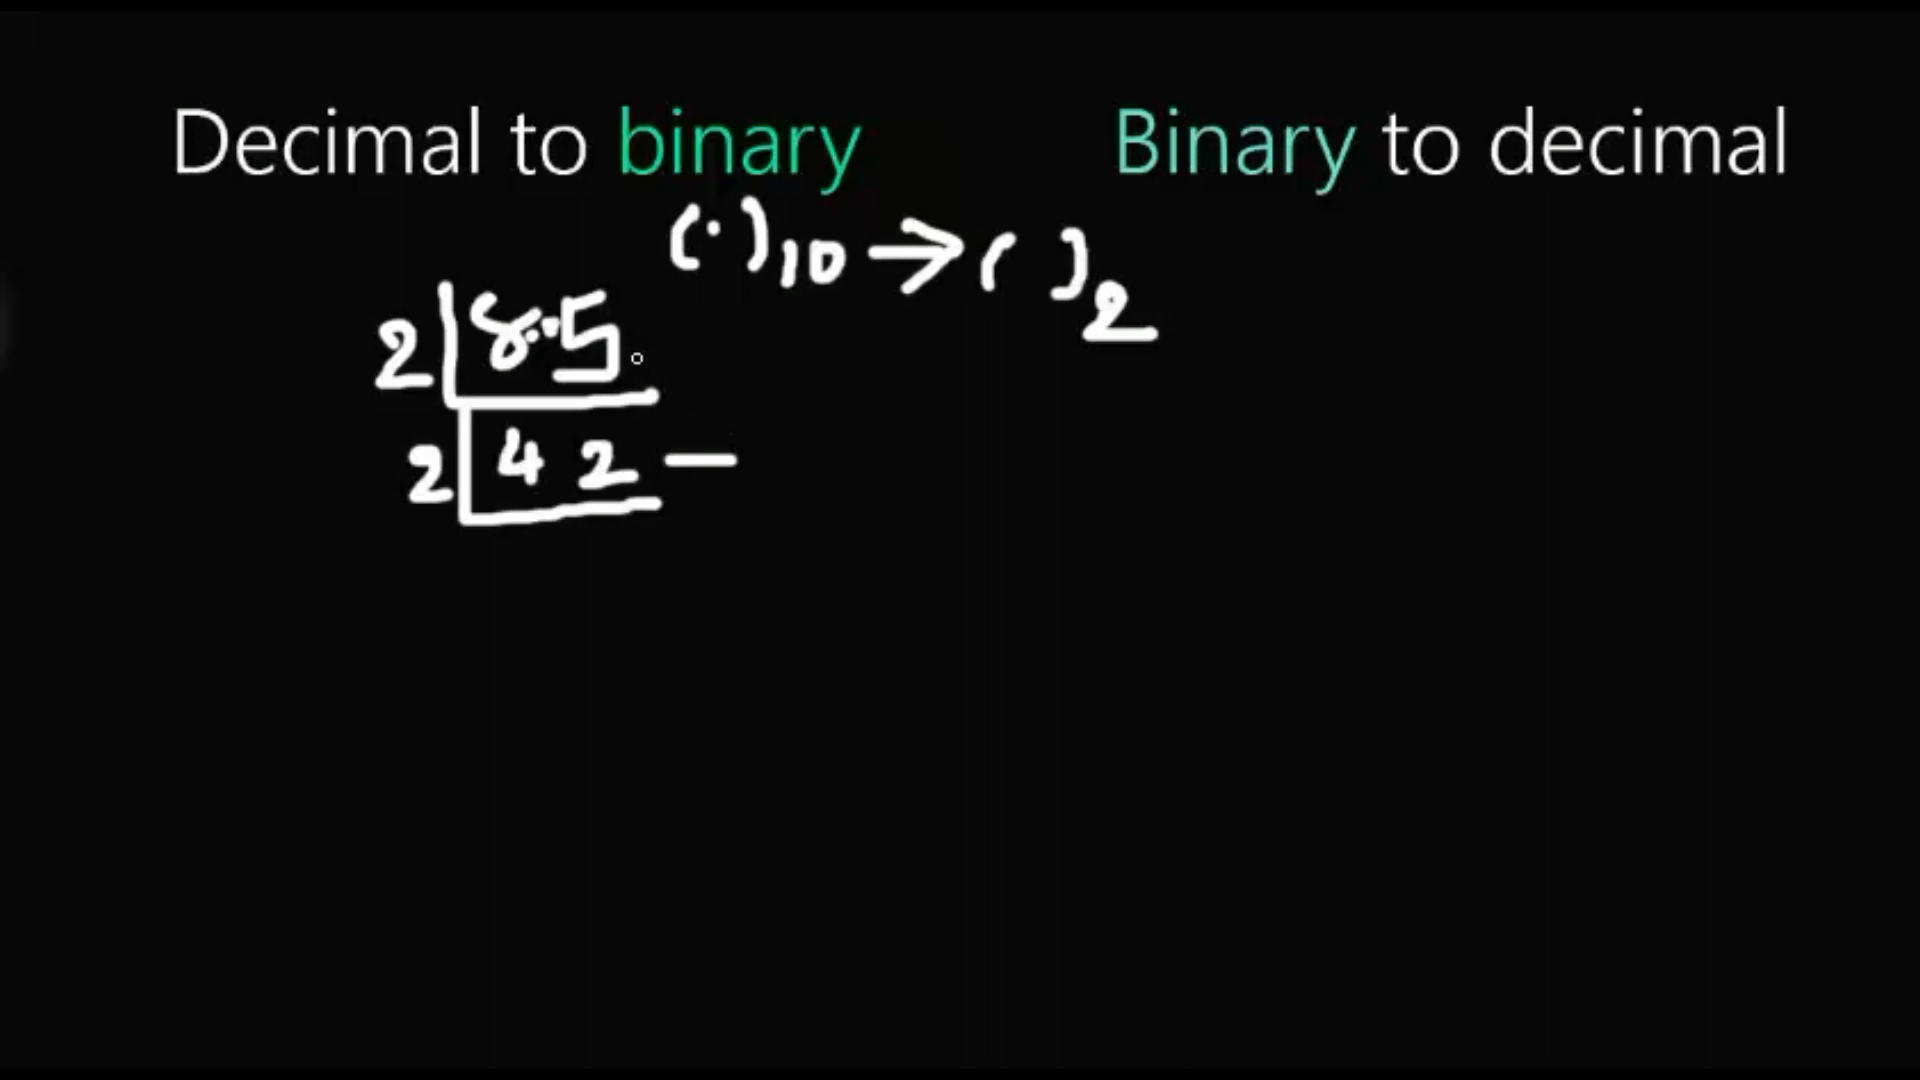 Decimal to binary
Binary to decimal
(·)10 → ( )2
2 | 8.5
2 | 4 2 —